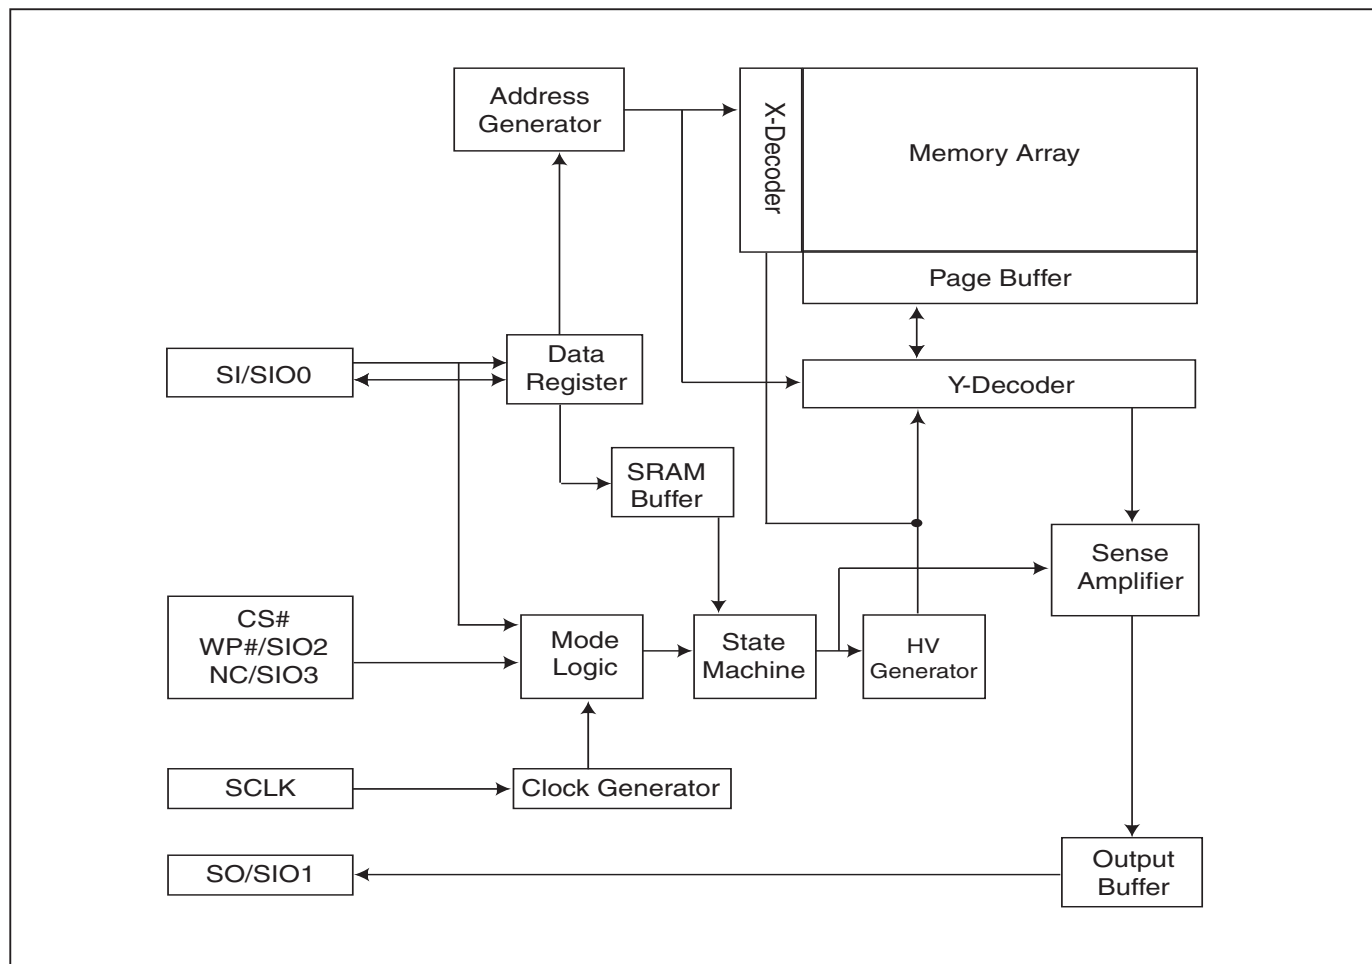 Address
Generator
X-Decoder
Memory Array
Page Buffer
SI/SIO0
Data
Register
Y-Decoder
SRAM
Buffer
Sense
Amplifier
CS#
WP#/SIO2
NC/SIO3
Mode
Logic
State
Machine
HV
Generator
SCLK
Clock Generator
SO/SIO1
Output
Buffer